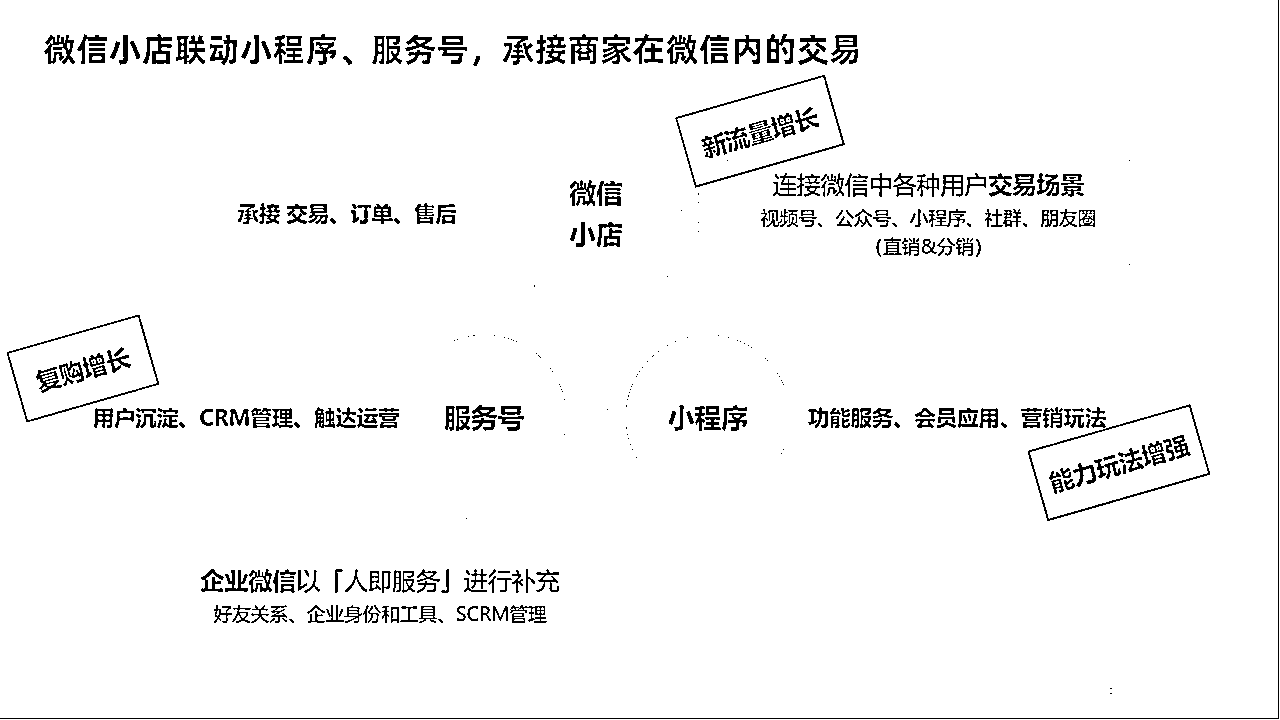 微信小店联动小程序、服务号，承接商家在微信内的交易
新流量增长
承接 交易、订单、售后
微信
小店
连接微信中各种用户交易场景
视频号、公众号、小程序、社群、朋友圈
(直销&分销)
复购增长
用户沉淀、CRM管理、触达运营
服务号
小程序
功能服务、会员应用、营销玩法
能力玩法增强
企业微信以「人即服务」进行补充
好友关系、企业身份和工具、SCRM管理